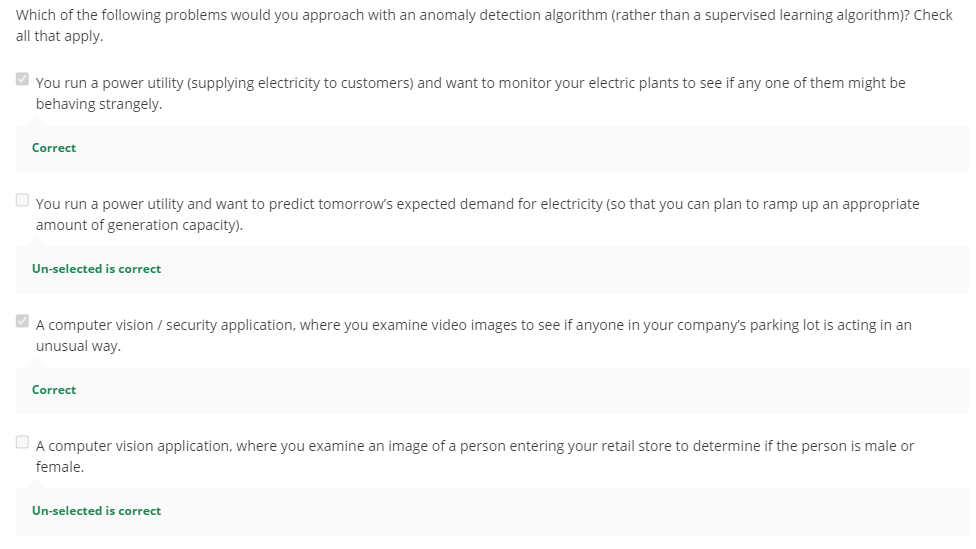 Which of the following problems would you approach with an anomaly detection algorithm (rather than a supervised learning algorithm)? Check
all that apply.
You run a power utility (supplying electricity to customers) and want to monitor your electric plants to see if any one of them might be
behaving strangely.
Correct
You run a power utility and want to predict tomorrow’s expected demand for electricity (so that you can plan to ramp up an appropriate
amount of generation capacity).
Un-selected is correct
A computer vision / security application, where you examine video images to see if anyone in your company’s parking lot is acting in an
unusual way.
Correct
A computer vision application, where you examine an image of a person entering your retail store to determine if the person is male or
female.
Un-selected is correct